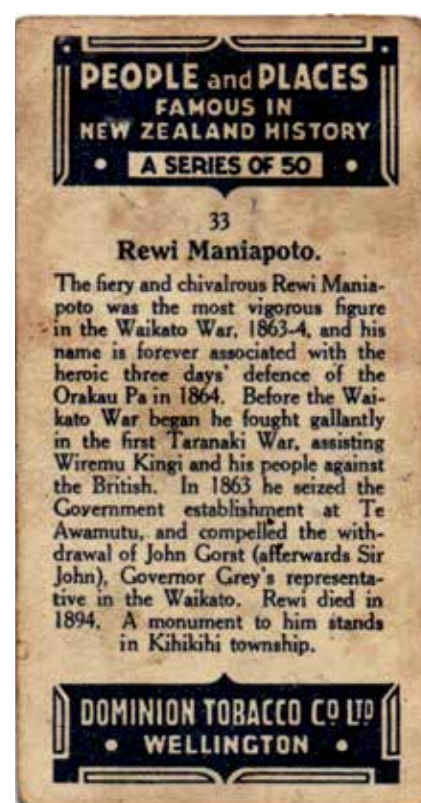 PEOPLE and PLACES
FAMOUS IN
NEW ZEALAND HISTORY
• A SERIES OF 50 •
33
Rewi Maniapoto.
The fiery and chivalrous Rewi Mania-
poto was the most vigorous figure
in the Waikato War, 1863-4, and his
name is forever associated with the
heroic three days' defence of the
Orakau Pa in 1864. Before the Wai-
kato War began he fought gallantly
in the first Taranaki War, assisting
Wiremu Kingi and his people against
the British. In 1863 he seized the
Government establishment at Te
Awamutu, and compelled the with-
drawal of John Gorst (afterwards Sir
John), Governor Grey's representa-
tive in the Waikato. Rewi died in
1894. A monument to him stands
in Kihikihi township.
DOMINION TOBACCO CO LTD
• WELLINGTON •